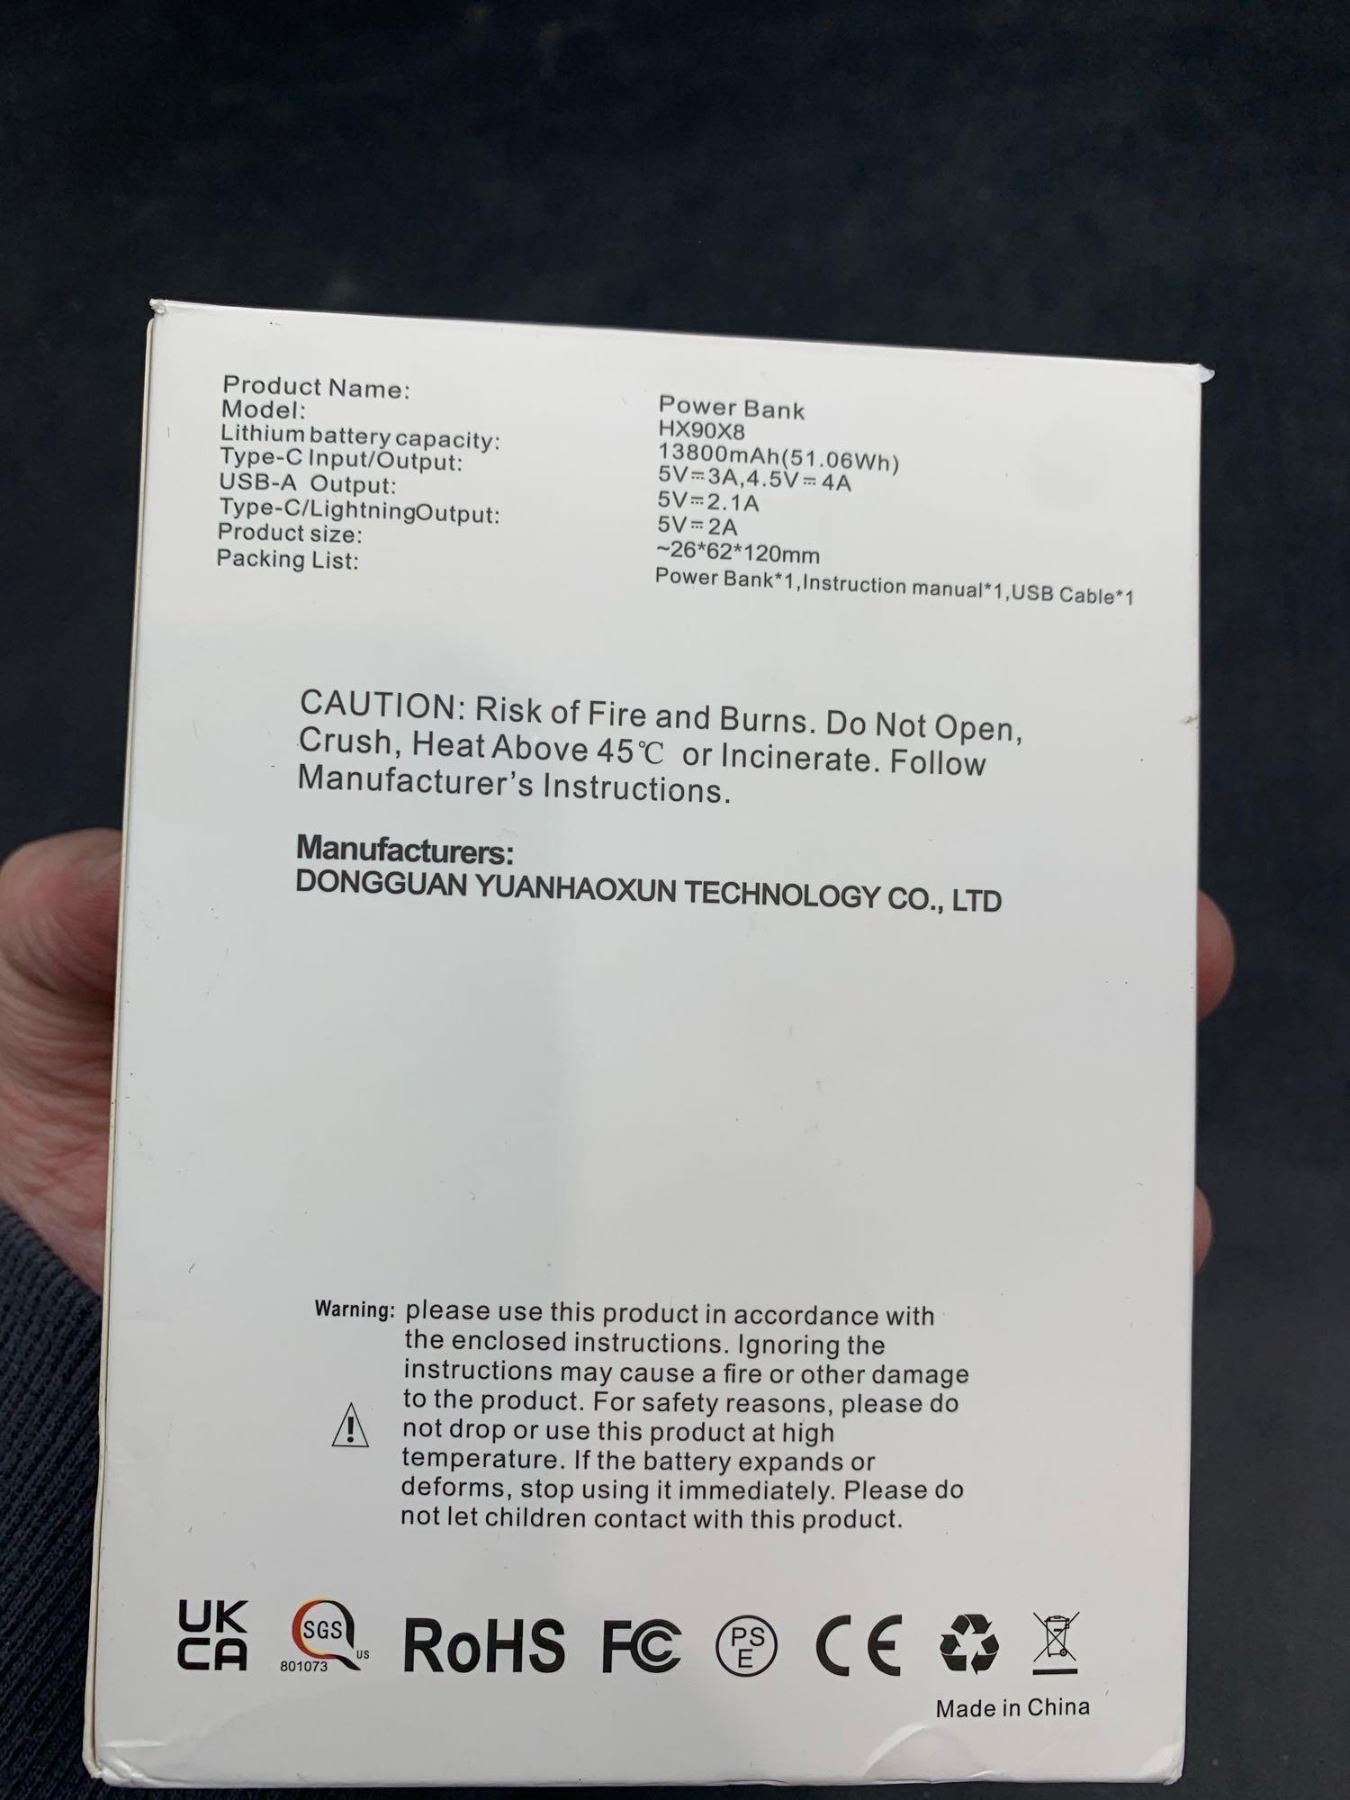 Product Name: Power Bank
Model: HX90X8
Lithium battery capacity: 13800mAh(51.06Wh)
Type-C Input/Output: 5V⎓3A,4.5V⎓4A
USB-A Output: 5V⎓2.1A
Type-C/LightningOutput: 5V⎓2A
Product size: ~26*62*120mm
Packing List: Power Bank*1,Instruction manual*1,USB Cable*1
CAUTION: Risk of Fire and Burns. Do Not Open,
Crush, Heat Above 45℃ or Incinerate. Follow
Manufacturer's Instructions.
Manufacturers:
DONGGUAN YUANHAOXUN TECHNOLOGY CO., LTD
Warning: please use this product in accordance with
the enclosed instructions. Ignoring the
instructions may cause a fire or other damage
to the product. For safety reasons, please do
not drop or use this product at high
temperature. If the battery expands or
deforms, stop using it immediately. Please do
not let children contact with this product.
UK
CA
SGS
US
801073
RoHS
FC
PS
E
CE
Made in China